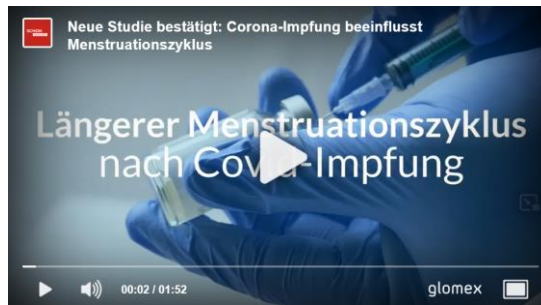 Neue Studie bestätigt: Corona-Impfung beeinflusst
Menstruationszyklus
Längerer Menstruationszyklus
nach Covid-Impfung
00:02 / 01:52
glomex